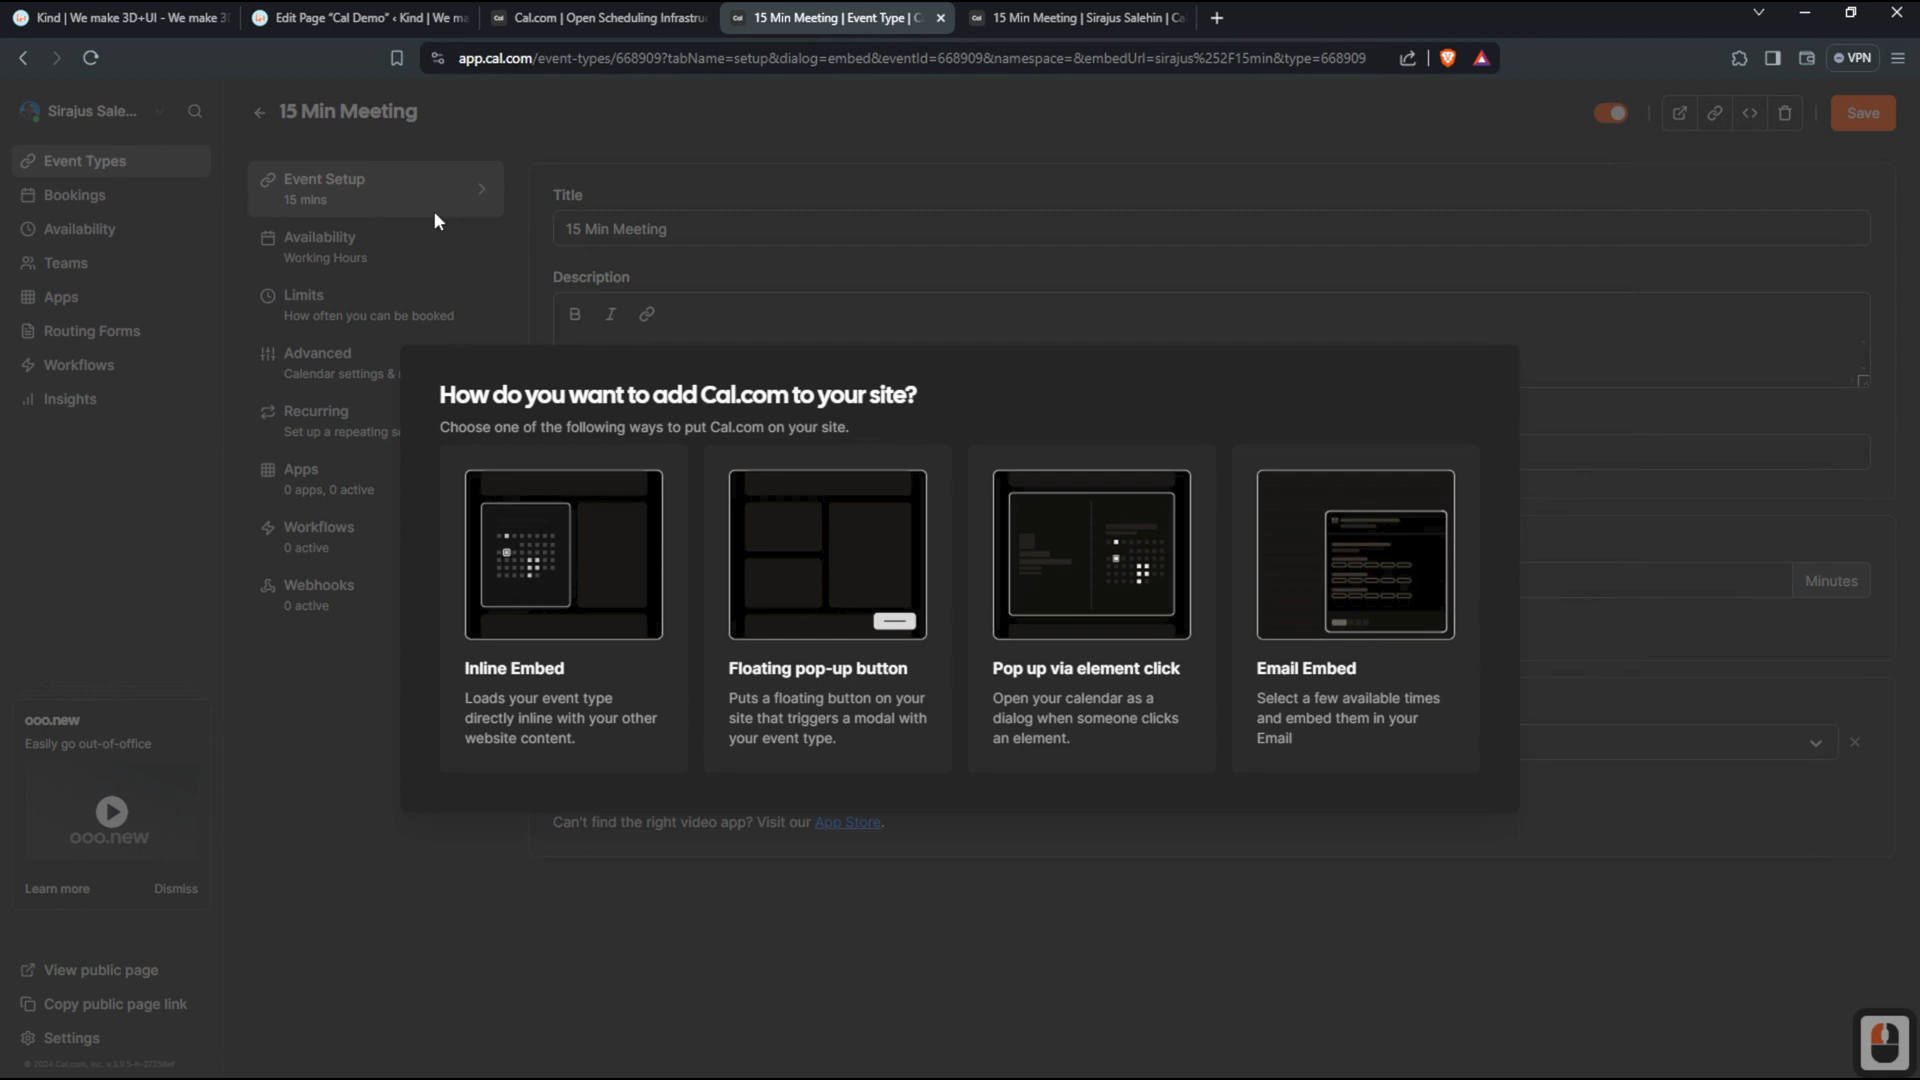 Kind | We make 3D+UI - We make 3
Edit Page "Cal Demo" ‹ Kind | We ma
Cal.com | Open Scheduling Infrastru
15 Min Meeting | Event Type | C
15 Min Meeting | Sirajus Salehin | Ca
app.cal.com/event-types/668909?tabName=setup&dialog=embed&eventId=668909&namespace=&embedUrl=sirajus%252F15min&type=668909
VPN
Sirajus Sale...
15 Min Meeting
Save
Event Types
Bookings
Availability
Teams
Apps
Routing Forms
Workflows
Insights
Event Setup
15 mins
Availability
Working Hours
Limits
How often you can be booked
Advanced
Calendar settings &
Recurring
Set up a repeating s
Apps
0 apps, 0 active
Workflows
0 active
Webhooks
0 active
Title
15 Min Meeting
Description
B I
How do you want to add Cal.com to your site?
Choose one of the following ways to put Cal.com on your site.
Inline Embed
Loads your event type
directly inline with your other
website content.
Floating pop-up button
Puts a floating button on your
site that triggers a modal with
your event type.
Pop up via element click
Open your calendar as a
dialog when someone clicks
an element.
Email Embed
Select a few available times
and embed them in your
Email
Minutes
Can't find the right video app? Visit our App Store.
ooo.new
Easily go out-of-office
ooo.new
Learn more
Dismiss
View public page
Copy public page link
Settings